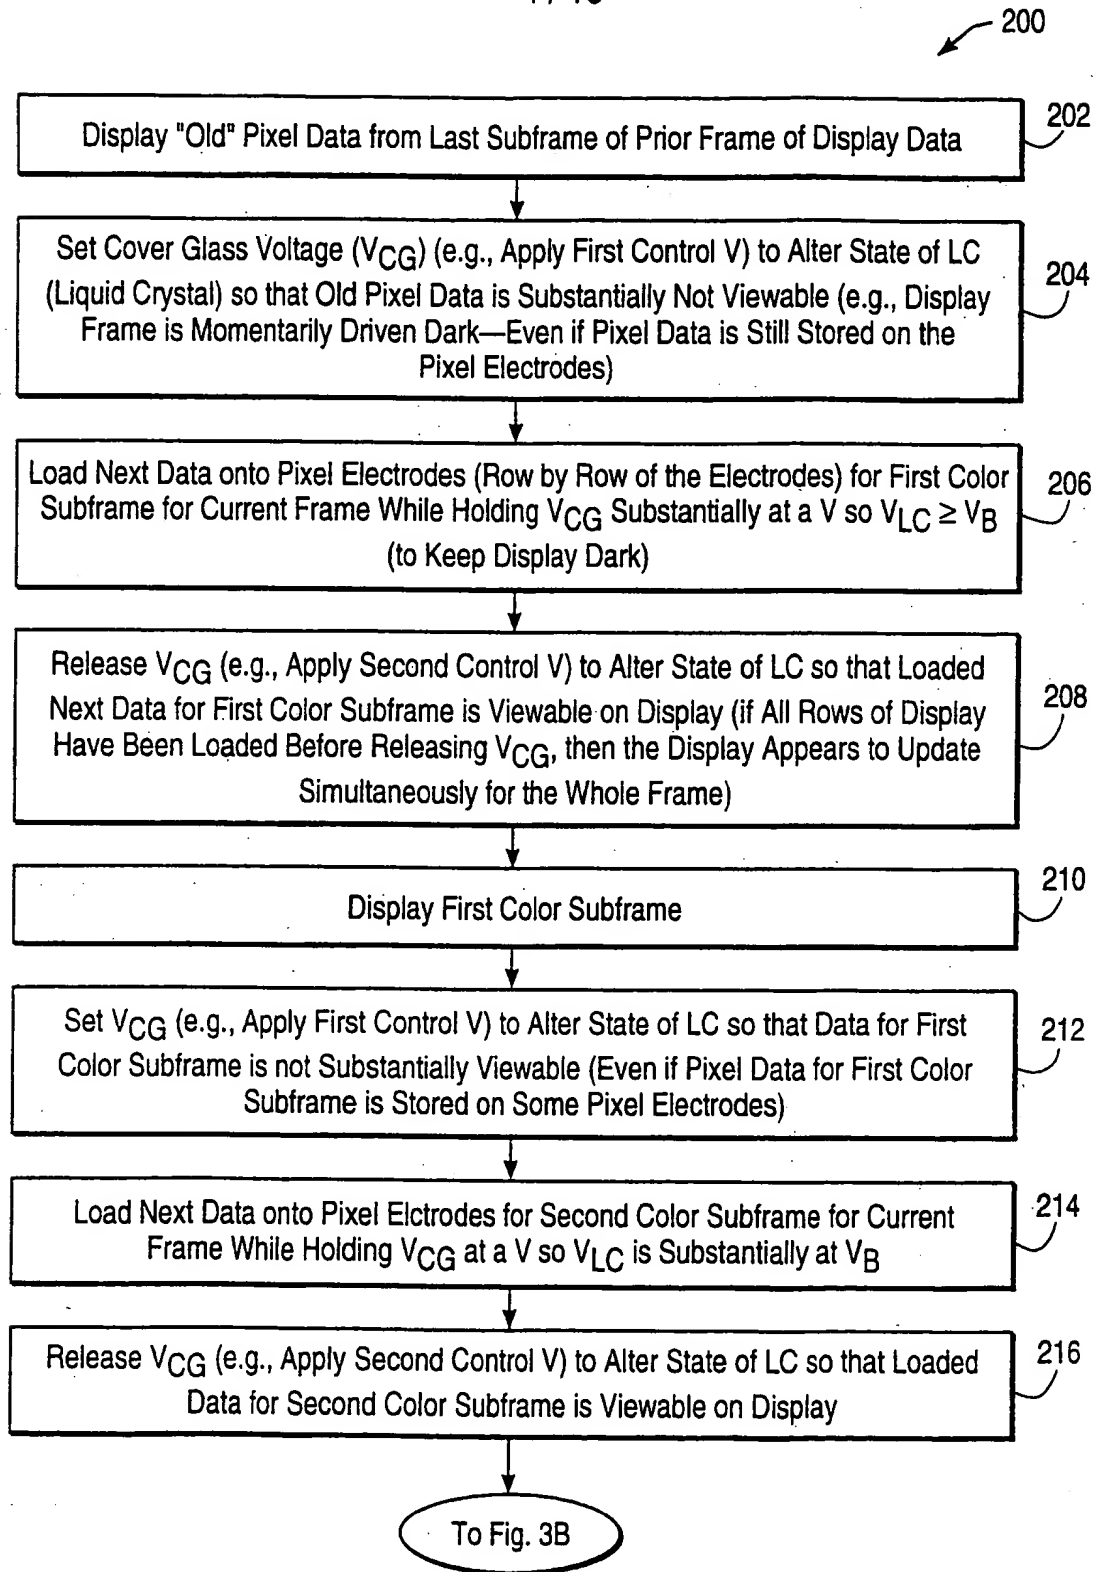 200
Display "Old" Pixel Data from Last Subframe of Prior Frame of Display Data
202
Set Cover Glass Voltage (VCG) (e.g., Apply First Control V) to Alter State of LC
(Liquid Crystal) so that Old Pixel Data is Substantially Not Viewable (e.g., Display
Frame is Momentarily Driven Dark—Even if Pixel Data is Still Stored on the
Pixel Electrodes)
204
Load Next Data onto Pixel Electrodes (Row by Row of the Electrodes) for First Color
Subframe for Current Frame While Holding VCG Substantially at a V so VLC ≥ VB
(to Keep Display Dark)
206
Release VCG (e.g., Apply Second Control V) to Alter State of LC so that Loaded
Next Data for First Color Subframe is Viewable on Display (if All Rows of Display
Have Been Loaded Before Releasing VCG, then the Display Appears to Update
Simultaneously for the Whole Frame)
208
Display First Color Subframe
210
Set VCG (e.g., Apply First Control V) to Alter State of LC so that Data for First
Color Subframe is not Substantially Viewable (Even if Pixel Data for First Color
Subframe is Stored on Some Pixel Electrodes)
212
Load Next Data onto Pixel Elctrodes for Second Color Subframe for Current
Frame While Holding VCG at a V so VLC is Substantially at VB
214
Release VCG (e.g., Apply Second Control V) to Alter State of LC so that Loaded
Data for Second Color Subframe is Viewable on Display
216
To Fig. 3B